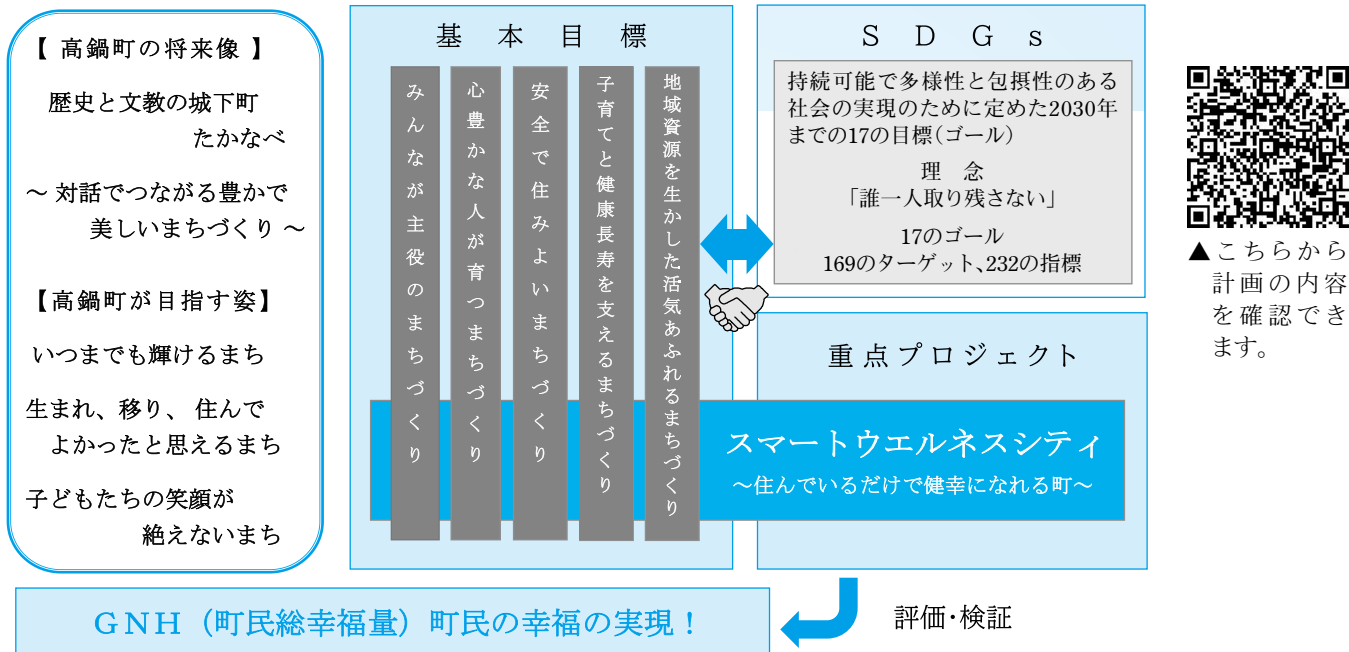 【 高鍋町の将来像 】
歴史と文教の城下町
たかなべ
~ 対話でつながる豊かで
美しいまちづくり ~
【高鍋町が目指す姿】
いつまでも輝けるまち
生まれ、移り、 住んで
よかったと思えるまち
子どもたちの笑顔が
絶えないまち
基本目標
みんなが主役のまちづくり
心豊かな人が育つまちづくり
安全で住みよいまちづくり
子育てと健康長寿を支えるまちづくり
地域資源を生かした活気あふれるまちづくり
SDGs
持続可能で多様性と包摂性のある
社会の実現のために定めた2030年
までの17の目標(ゴール)
理 念
「誰一人取り残さない」
17のゴール
169のターゲット、232の指標
重点プロジェクト
スマートウエルネスシティ
~住んでいるだけで健幸になれる町~
▲こちらから
計画の内容
を確認でき
ます。
GNH(町民総幸福量)町民の幸福の実現!
評価・検証